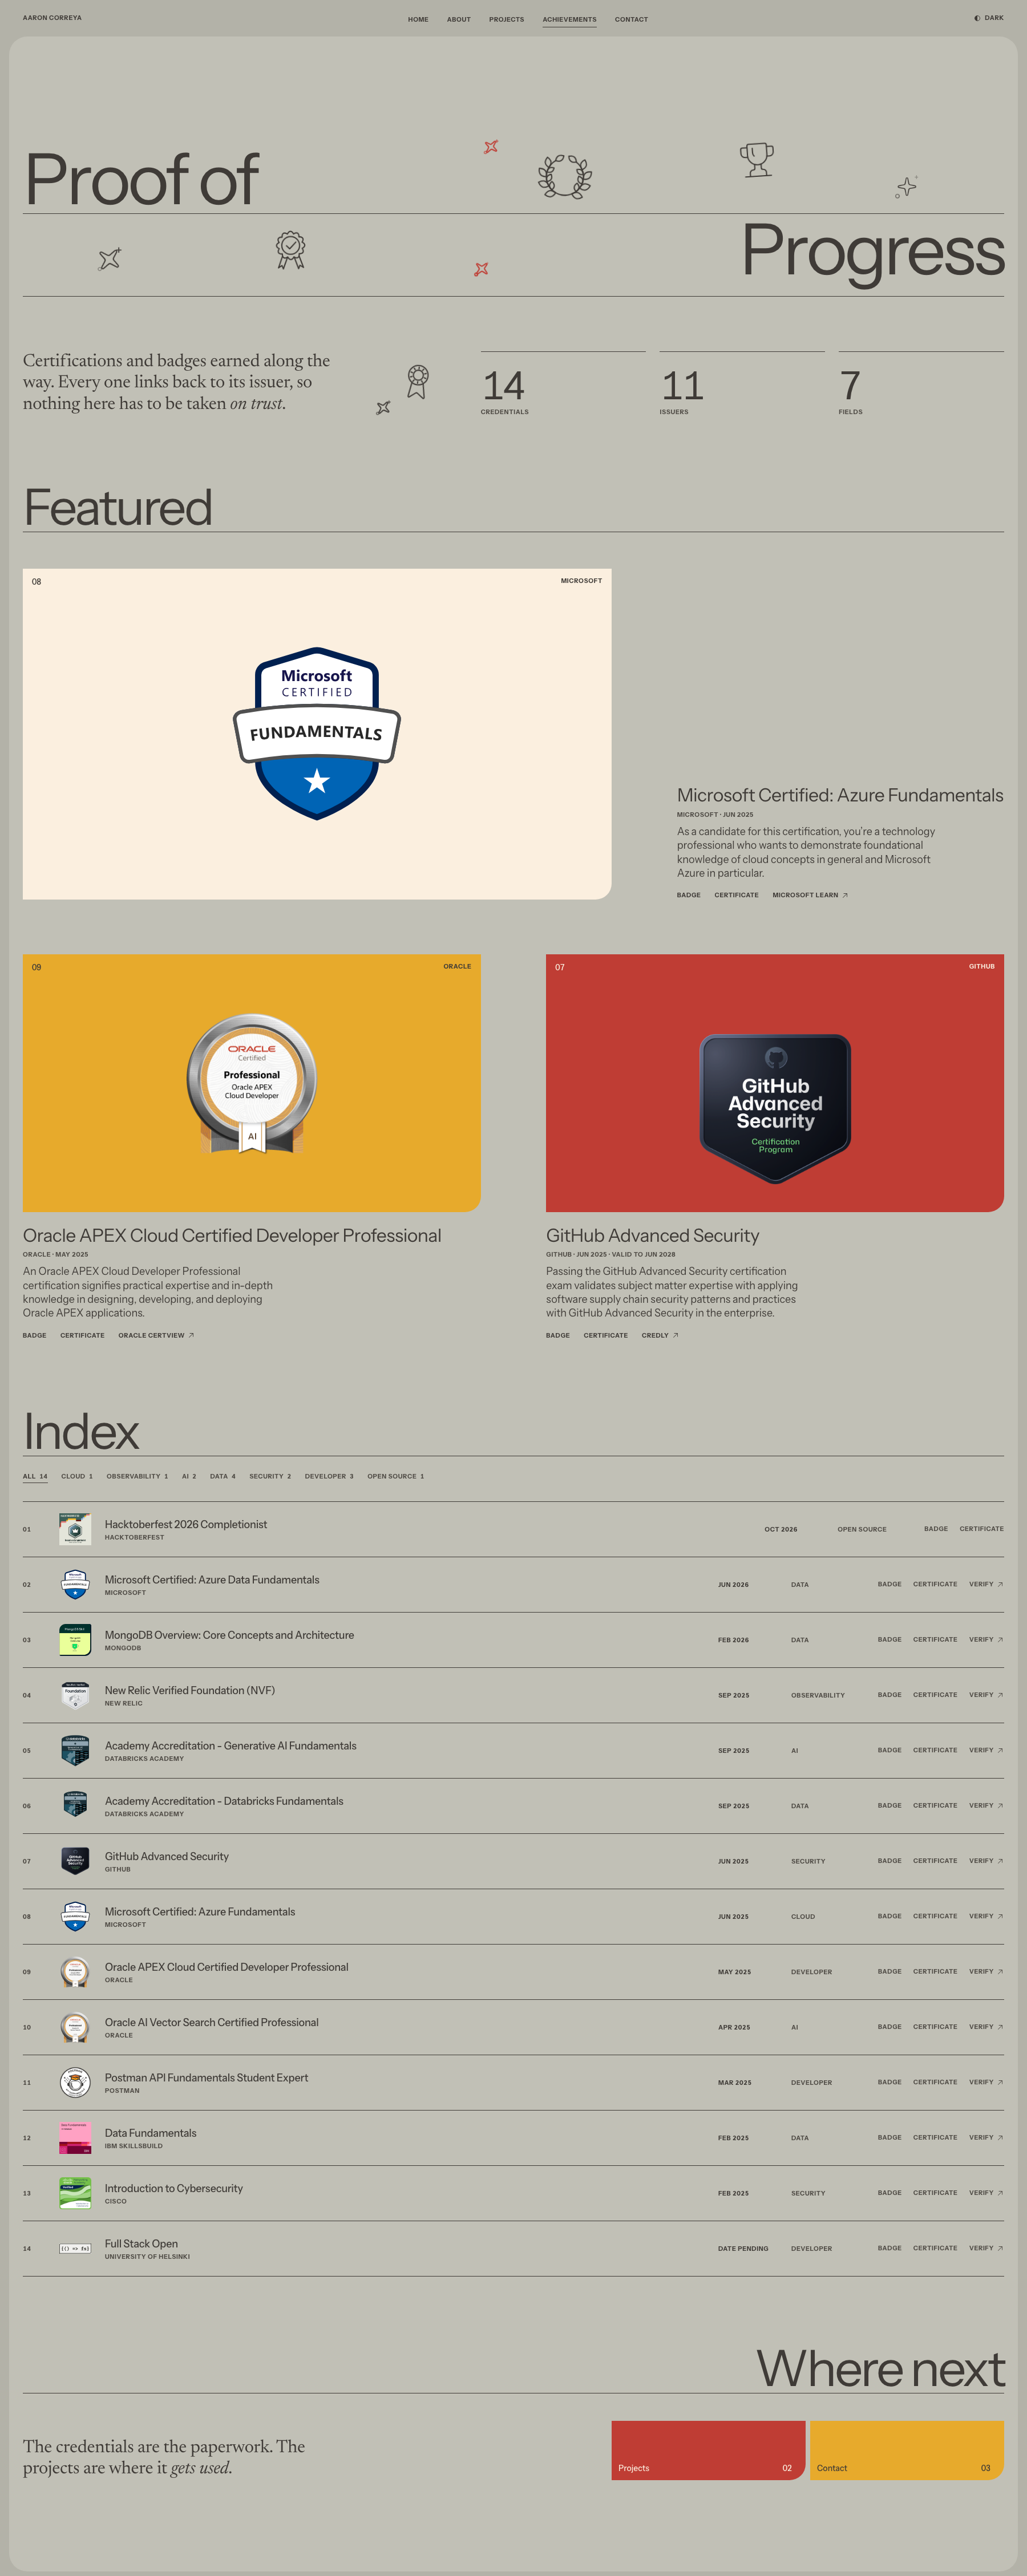 AARON CORREYA
HOME ABOUT PROJECTS ACHIEVEMENTS CONTACT
DARK
Proof of
Progress
Certifications and badges earned along the
way. Every one links back to its issuer, so
nothing here has to be taken on trust.
14
CREDENTIALS
11
ISSUERS
7
FIELDS
Featured
08
MICROSOFT
Microsoft
CERTIFIED
FUNDAMENTALS
Microsoft Certified: Azure Fundamentals
MICROSOFT · JUN 2025
As a candidate for this certification, you're a technology
professional who wants to demonstrate foundational
knowledge of cloud concepts in general and Microsoft
Azure in particular.
BADGE CERTIFICATE MICROSOFT LEARN ↗
09
ORACLE
ORACLE
Certified
Professional
Oracle APEX
Cloud Developer
AI
Oracle APEX Cloud Certified Developer Professional
ORACLE · MAY 2025
An Oracle APEX Cloud Developer Professional
certification signifies practical expertise and in-depth
knowledge in designing, developing, and deploying
Oracle APEX applications.
BADGE CERTIFICATE ORACLE CERTVIEW ↗
07
GITHUB
GitHub
Advanced
Security
Certification
Program
GitHub Advanced Security
GITHUB · JUN 2025 · VALID TO JUN 2028
Passing the GitHub Advanced Security certification
exam validates subject matter expertise with applying
software supply chain security patterns and practices
with GitHub Advanced Security in the enterprise.
BADGE CERTIFICATE CREDLY ↗
Index
ALL 14 CLOUD 1 OBSERVABILITY 1 AI 2 DATA 4 SECURITY 2 DEVELOPER 3 OPEN SOURCE 1
01 Hacktoberfest 2026 Completionist OCT 2026 OPEN SOURCE BADGE CERTIFICATE
HACKTOBERFEST
02 Microsoft Certified: Azure Data Fundamentals JUN 2026 DATA BADGE CERTIFICATE VERIFY ↗
MICROSOFT
03 MongoDB Overview: Core Concepts and Architecture FEB 2026 DATA BADGE CERTIFICATE VERIFY ↗
MONGODB
04 New Relic Verified Foundation (NVF) SEP 2025 OBSERVABILITY BADGE CERTIFICATE VERIFY ↗
NEW RELIC
05 Academy Accreditation - Generative AI Fundamentals SEP 2025 AI BADGE CERTIFICATE VERIFY ↗
DATABRICKS ACADEMY
06 Academy Accreditation - Databricks Fundamentals SEP 2025 DATA BADGE CERTIFICATE VERIFY ↗
DATABRICKS ACADEMY
07 GitHub Advanced Security JUN 2025 SECURITY BADGE CERTIFICATE VERIFY ↗
GITHUB
08 Microsoft Certified: Azure Fundamentals JUN 2025 CLOUD BADGE CERTIFICATE VERIFY ↗
MICROSOFT
09 Oracle APEX Cloud Certified Developer Professional MAY 2025 DEVELOPER BADGE CERTIFICATE VERIFY ↗
ORACLE
10 Oracle AI Vector Search Certified Professional APR 2025 AI BADGE CERTIFICATE VERIFY ↗
ORACLE
11 Postman API Fundamentals Student Expert MAR 2025 DEVELOPER BADGE CERTIFICATE VERIFY ↗
POSTMAN
12 Data Fundamentals FEB 2025 DATA BADGE CERTIFICATE VERIFY ↗
IBM SKILLSBUILD
13 Introduction to Cybersecurity FEB 2025 SECURITY BADGE CERTIFICATE VERIFY ↗
CISCO
14 Full Stack Open DATE PENDING DEVELOPER BADGE CERTIFICATE VERIFY ↗
UNIVERSITY OF HELSINKI
Where next
The credentials are the paperwork. The
projects are where it gets used.
Projects 02
Contact 03